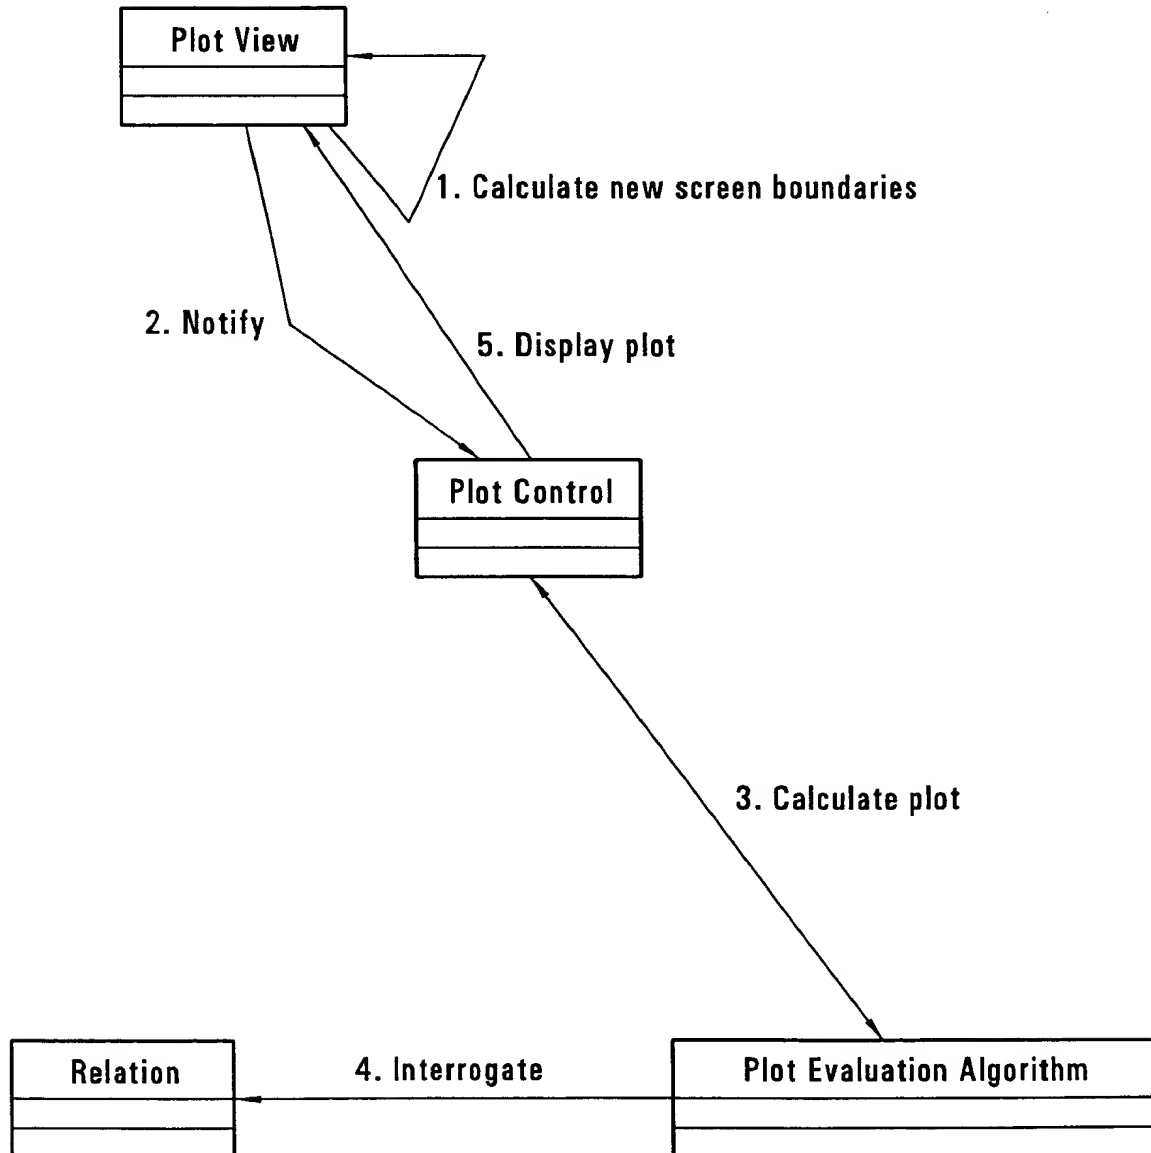 Plot View
1. Calculate new screen boundaries
2. Notify
5. Display plot
Plot Control
3. Calculate plot
Relation
4. Interrogate
Plot Evaluation Algorithm